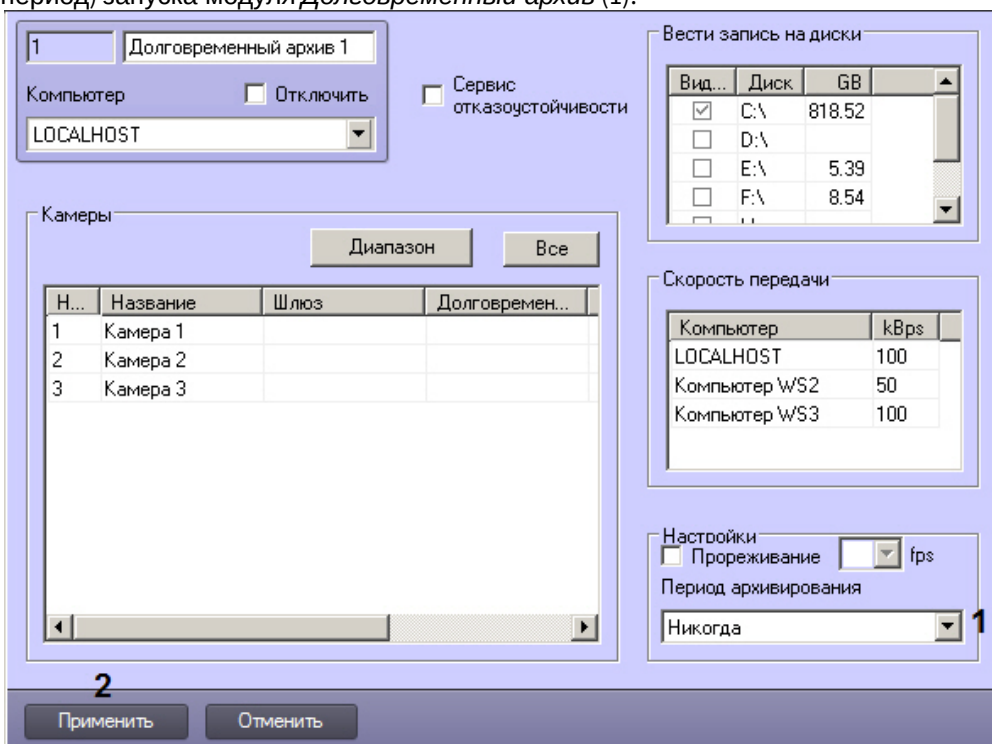 период) запуска модуля Долговременный архив (1).
1
Долговременный архив 1
Компьютер
Отключить
LOCALHOST
Сервис
отказоустойчивости
Вести запись на диски
Вид... Диск GB
C:\ 818.52
D:\
E:\ 5.39
F:\ 8.54
Камеры
Диапазон
Все
Н... Название Шлюз Долговремен...
1 Камера 1
2 Камера 2
3 Камера 3
Скорость передачи
Компьютер kBps
LOCALHOST 100
Компьютер WS2 50
Компьютер WS3 100
Настройки
Прореживание fps
Период архивирования
Никогда
1
2
Применить
Отменить